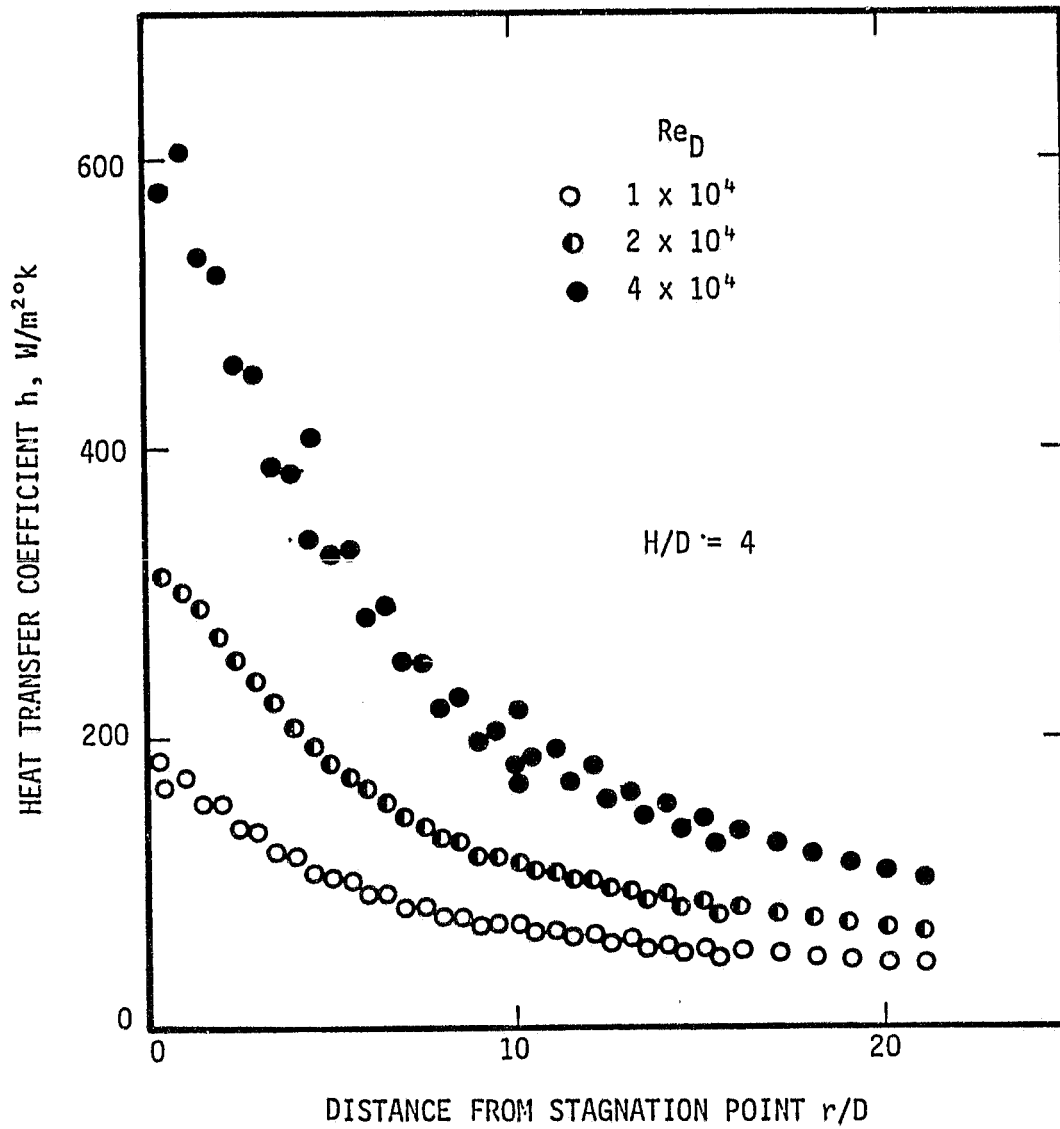 600
400
200
0
0
10
20
HEAT TRANSFER COEFFICIENT h, W/m²°k
Re_D
1 x 10⁴
2 x 10⁴
4 x 10⁴
H/D = 4
DISTANCE FROM STAGNATION POINT r/D